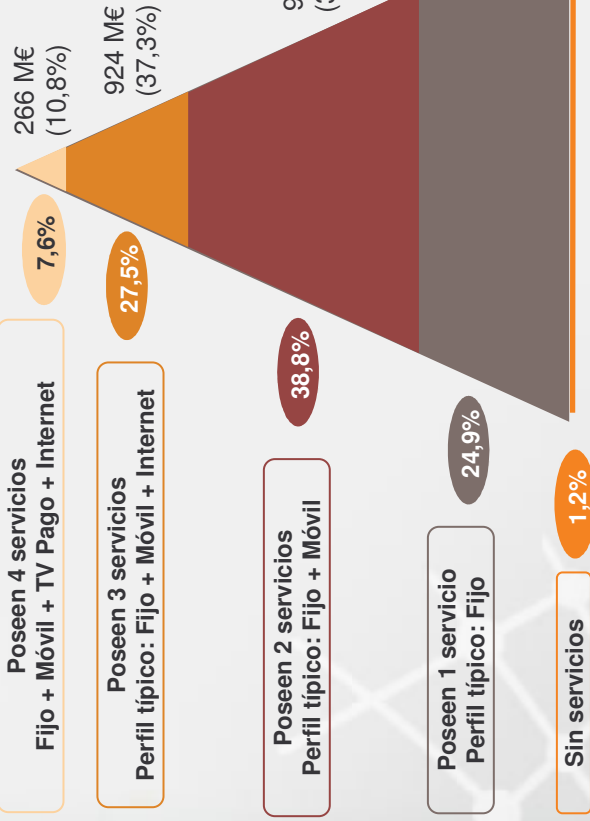 Poseen 4 servicios
Fijo + Móvil + TV Pago + Internet
7,6%
266 M€
(10,8%)
Poseen 3 servicios
Perfil típico: Fijo + Móvil + Internet
27,5%
924 M€
(37,3%)
Poseen 2 servicios
Perfil típico: Fijo + Móvil
38,8%
Poseen 1 servicio
Perfil típico: Fijo
24,9%
Sin servicios
1,2%